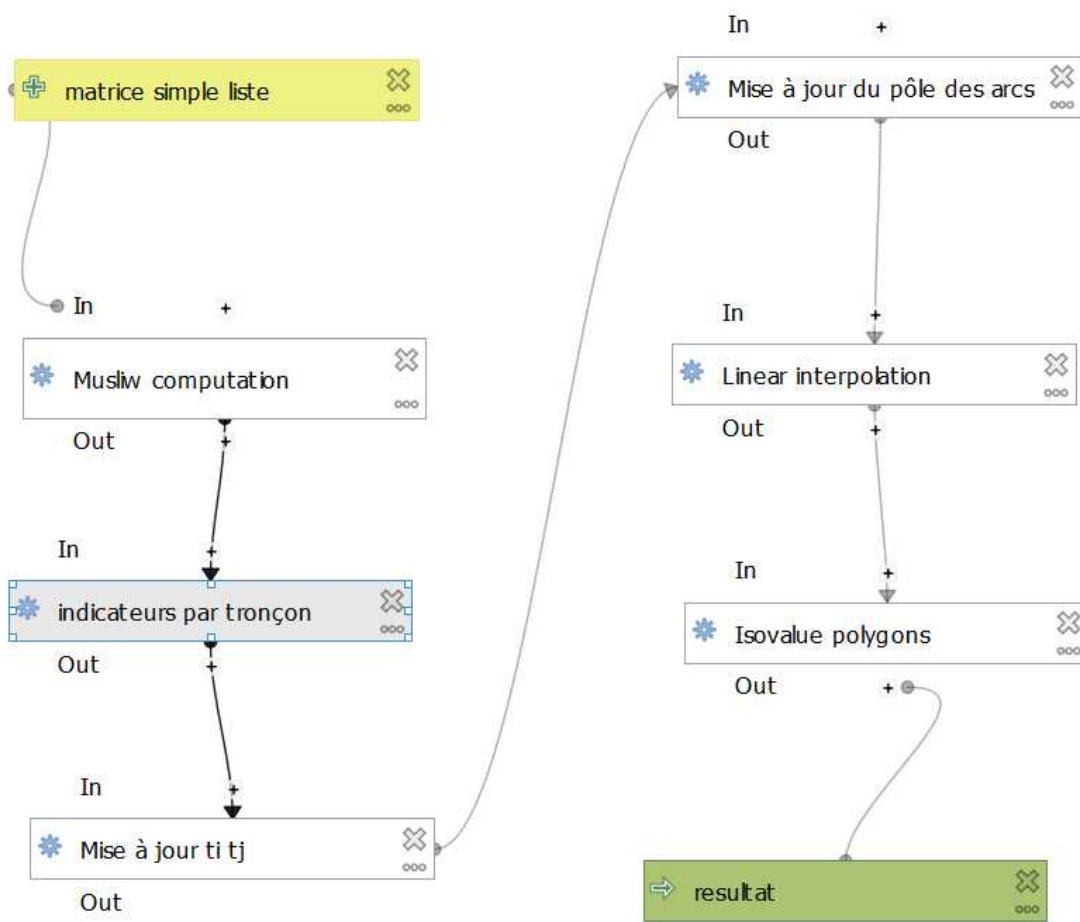 matrice simple liste
In
Musliw computation
Out
In
indicateurs par tronçon
Out
In
Mise à jour ti tj
Out
In
Mise à jour du pôle des arcs
Out
In
Linear interpolation
Out
In
Isovalue polygons
Out
resultat